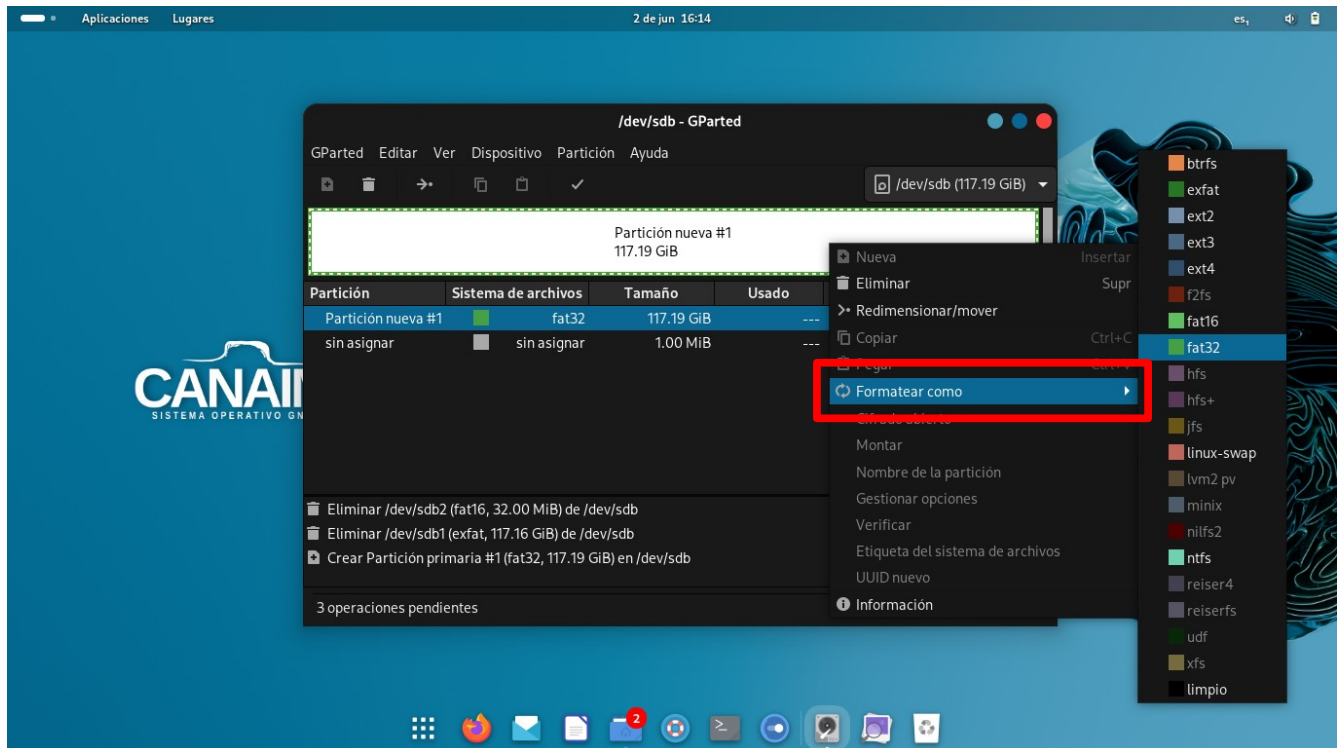 Aplicaciones Lugares 2 de jun 16:14 es₁
/dev/sdb - GParted
GParted Editar Ver Dispositivo Partición Ayuda
/dev/sdb (117.19 GiB)
Partición nueva #1
117.19 GiB
Partición Sistema de archivos Tamaño Usado
Partición nueva #1 fat32 117.19 GiB ---
sin asignar sin asignar 1.00 MiB ---
Eliminar /dev/sdb2 (fat16, 32.00 MiB) de /dev/sdb
Eliminar /dev/sdb1 (exfat, 117.16 GiB) de /dev/sdb
Crear Partición primaria #1 (fat32, 117.19 GiB) en /dev/sdb
3 operaciones pendientes
Nueva Insertar
Eliminar Supr
Redimensionar/mover
Copiar Ctrl+C
Formatear como
Cifrado abierto
Montar
Nombre de la partición
Gestionar opciones
Verificar
Etiqueta del sistema de archivos
UUID nuevo
Información
btrfs
exfat
ext2
ext3
ext4
f2fs
fat16
fat32
hfs
hfs+
jfs
linux-swap
lvm2 pv
minix
nilfs2
ntfs
reiser4
reiserfs
udf
xfs
limpio
SISTEMA OPERATIVO
2